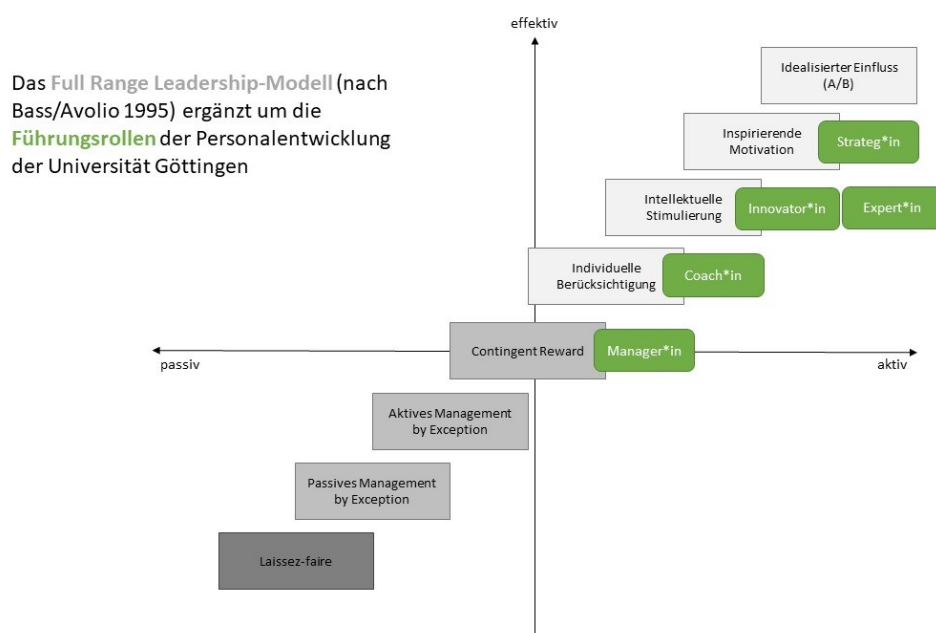 effektiv
Das Full Range Leadership-Modell (nach
Bass/Avolio 1995) ergänzt um die
Führungsrollen der Personalentwicklung
der Universität Göttingen
Idealisierter Einfluss
(A/B)
Inspirierende
Motivation
Strateg*in
Intellektuelle
Stimulierung
Innovator*in
Expert*in
Individuelle
Berücksichtigung
Coach*in
Contingent Reward
Manager*in
passiv
aktiv
Aktives Management
by Exception
Passives Management
by Exception
Laissez-faire